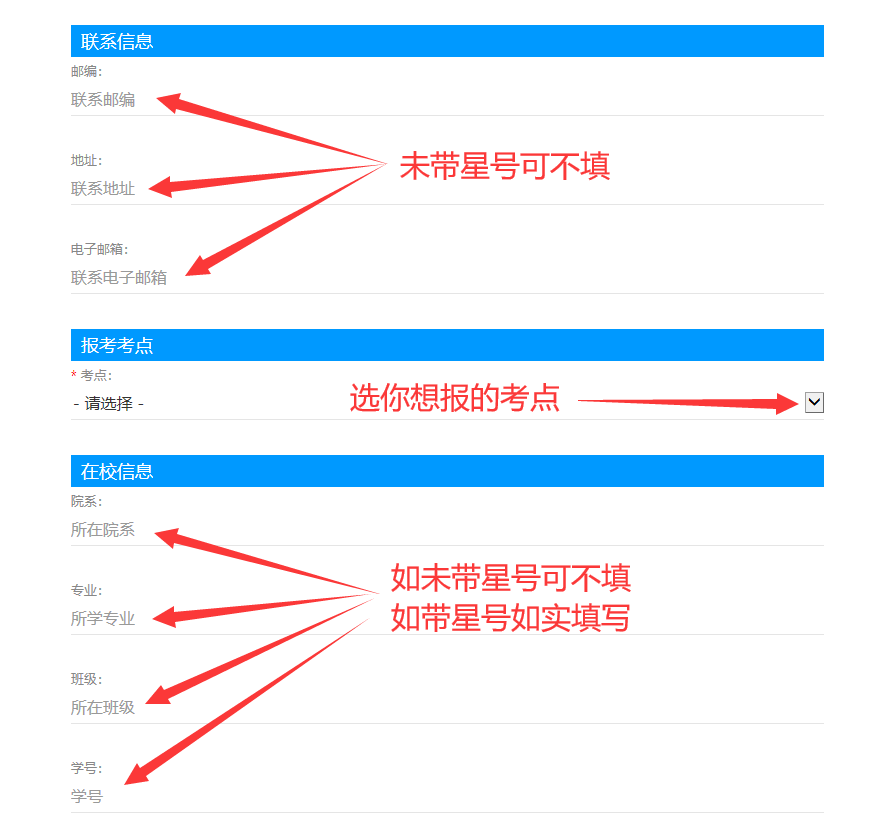 联系信息
邮编:
联系邮编
未带星号可不填
地址:
联系地址
电子邮箱:
联系电子邮箱
报考考点
* 考点:
- 请选择 -
选你想报的考点
在校信息
院系:
所在院系
如未带星号可不填
专业:
所学专业
如带星号如实填写
班级:
所在班级
学号:
学号